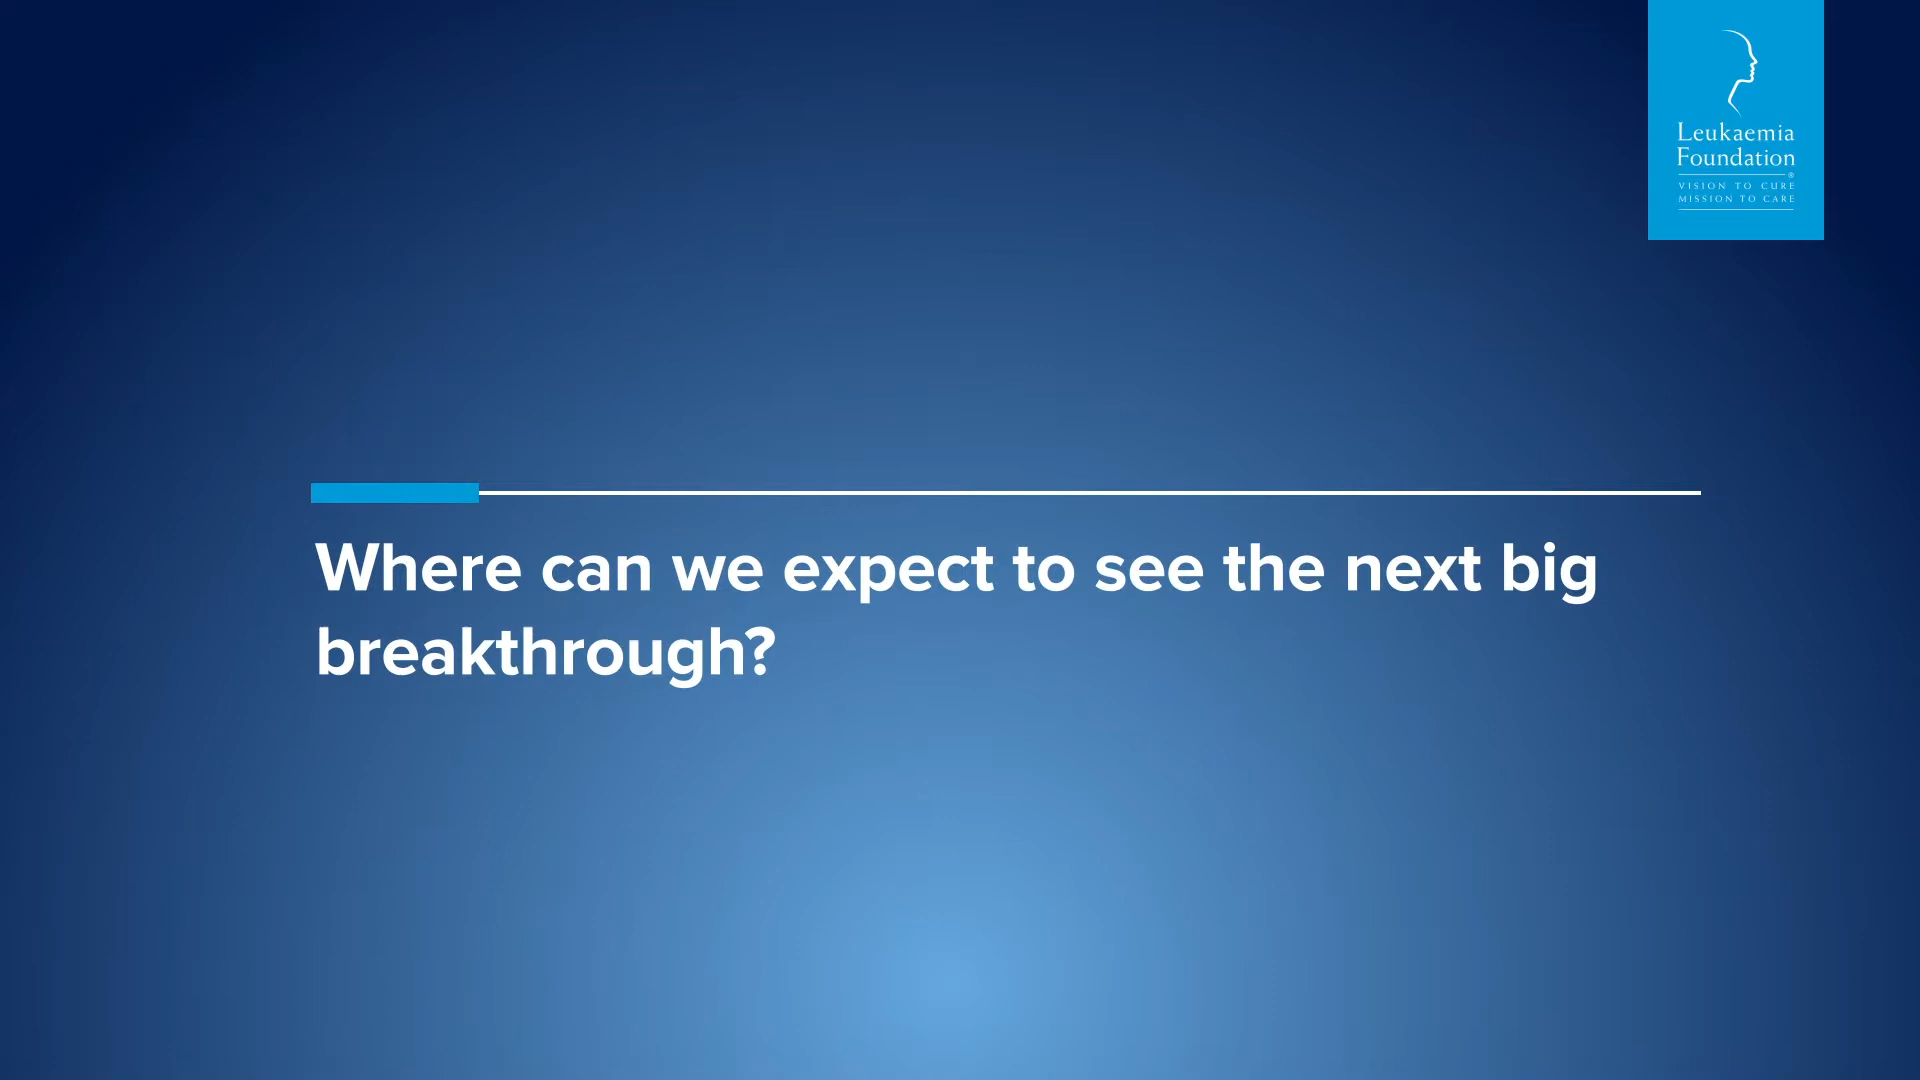 Leukaemia
Foundation
®
VISION TO CURE
MISSION TO CARE
Where can we expect to see the next big
breakthrough?